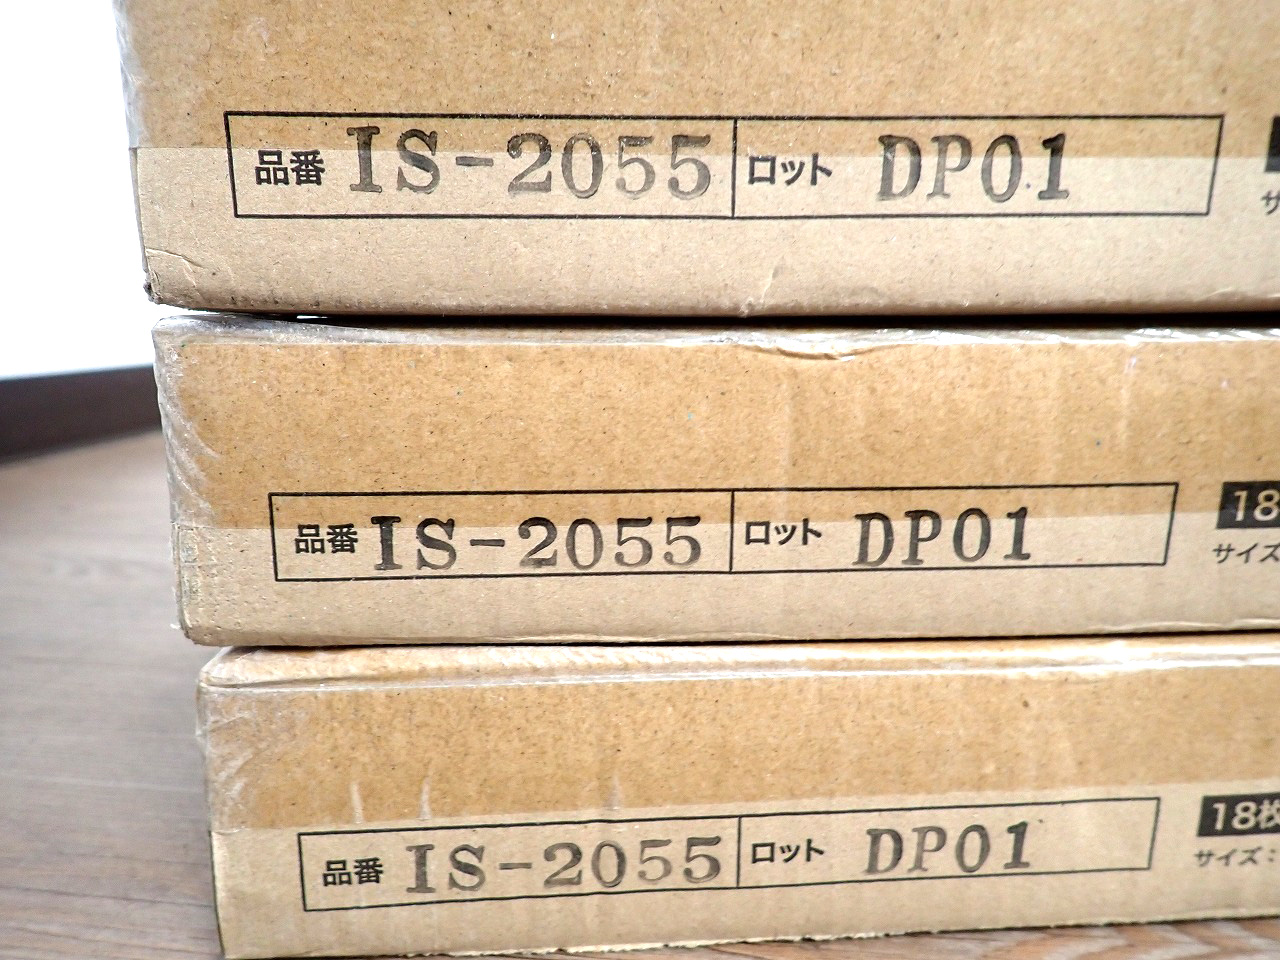 品番 IS-2055 ロット DP01
サ
品番 IS-2055 ロット DP01
18
サイズ
品番 IS-2055 ロット DP01
18枚
サイズ：